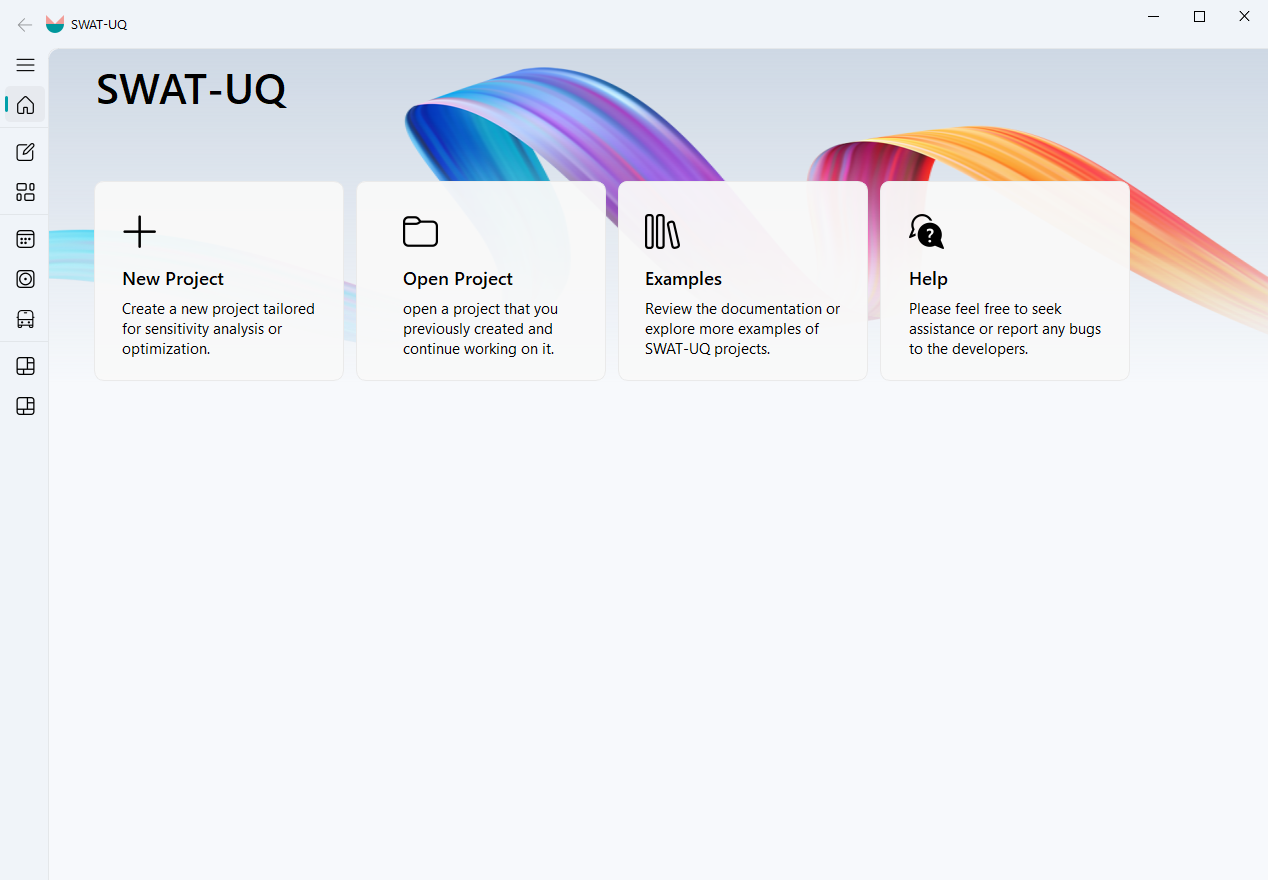 SWAT-UQ
SWAT-UQ
New Project
Create a new project tailored
for sensitivity analysis or
optimization.
Open Project
open a project that you
previously created and
continue working on it.
Examples
Review the documentation or
explore more examples of
SWAT-UQ projects.
Help
Please feel free to seek
assistance or report any bugs
to the developers.